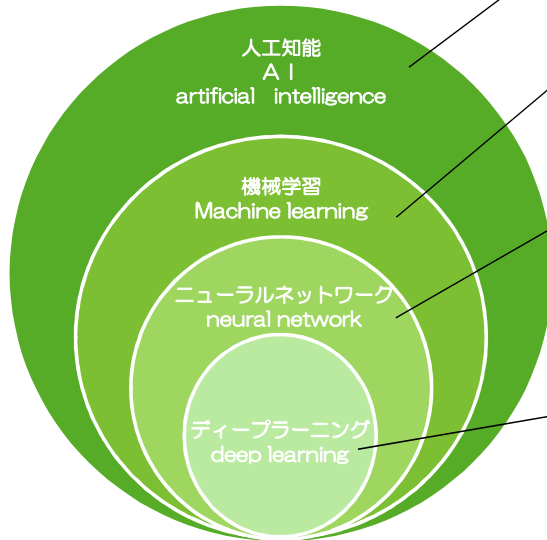 人工知能
AI
artificial intelligence
機械学習
Machine learning
ニューラルネットワーク
neural network
ディープラーニング
deep learning